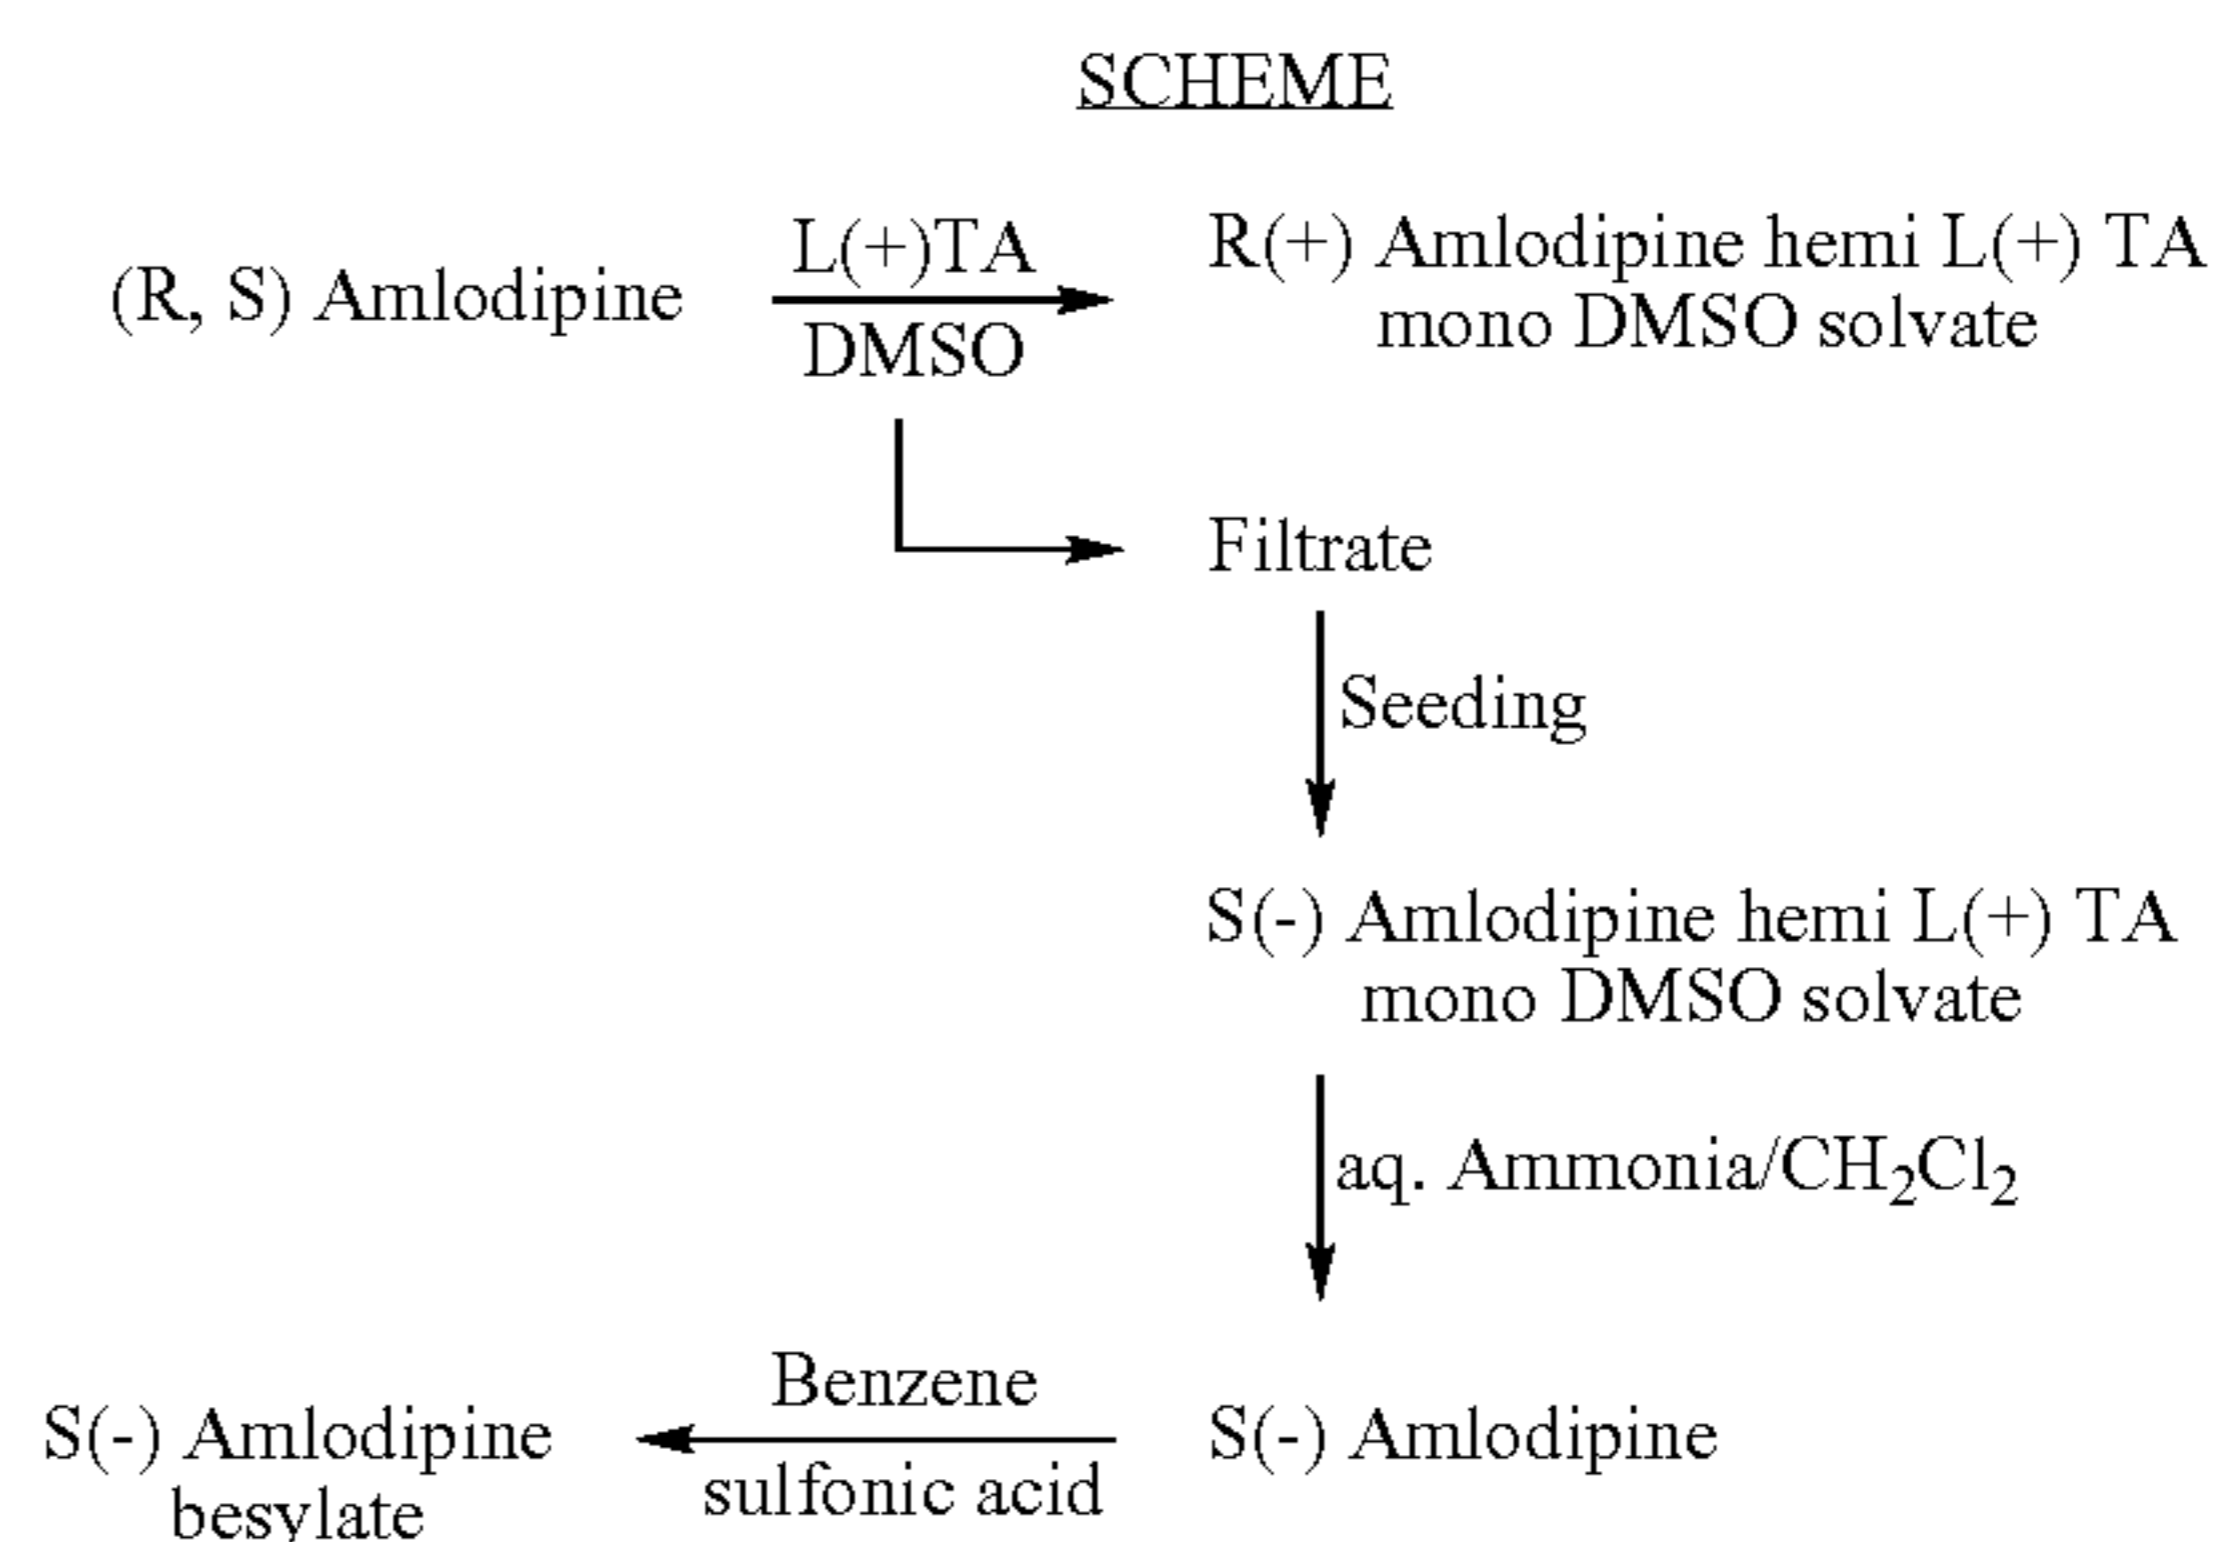 SCHEME
(R, S) Amlodipine
L(+)TA
DMSO
R(+) Amlodipine hemi L(+) TA
mono DMSO solvate
Filtrate
Seeding
S(-) Amlodipine hemi L(+) TA
mono DMSO solvate
aq. Ammonia/CH₂Cl₂
S(-) Amlodipine
Benzene
sulfonic acid
S(-) Amlodipine
besylate